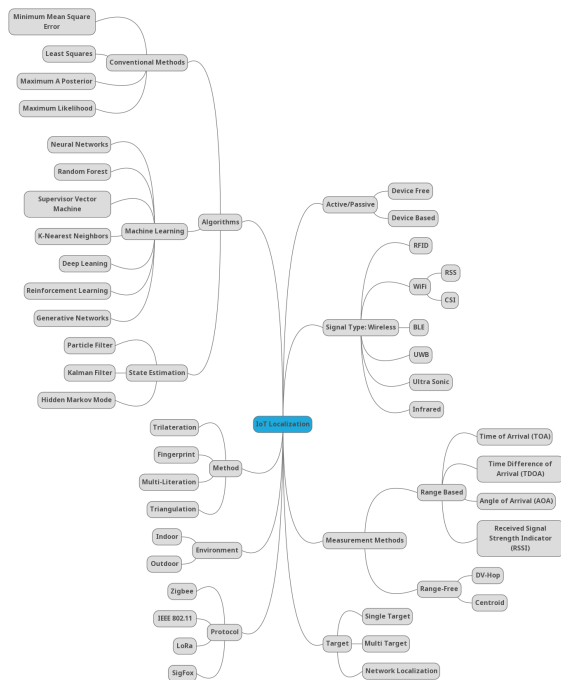 Minimum Mean Square
Error
Least Squares
Maximum A Posterior
Maximum Likelihood
Conventional Methods
Neural Networks
Random Forest
Supervisor Vector
Machine
K-Nearest Neighbors
Deep Leaning
Reinforcement Learning
Generative Networks
Machine Learning
Algorithms
Particle Filter
Kalman Filter
Hidden Markov Mode
State Estimation
Trilateration
Fingerprint
Multi-Literation
Triangulation
Method
Indoor
Outdoor
Environment
Zigbee
IEEE 802.11
LoRa
SigFox
Protocol
IoT Localization
Active/Passive
Device Free
Device Based
Signal Type: Wireless
RFID
WiFi
RSS
CSI
BLE
UWB
Ultra Sonic
Infrared
Measurement Methods
Range Based
Time of Arrival (TOA)
Time Difference of
Arrival (TDOA)
Angle of Arrival (AOA)
Received Signal
Strength Indicator
(RSSI)
Range-Free
DV-Hop
Centroid
Target
Single Target
Multi Target
Network Localization